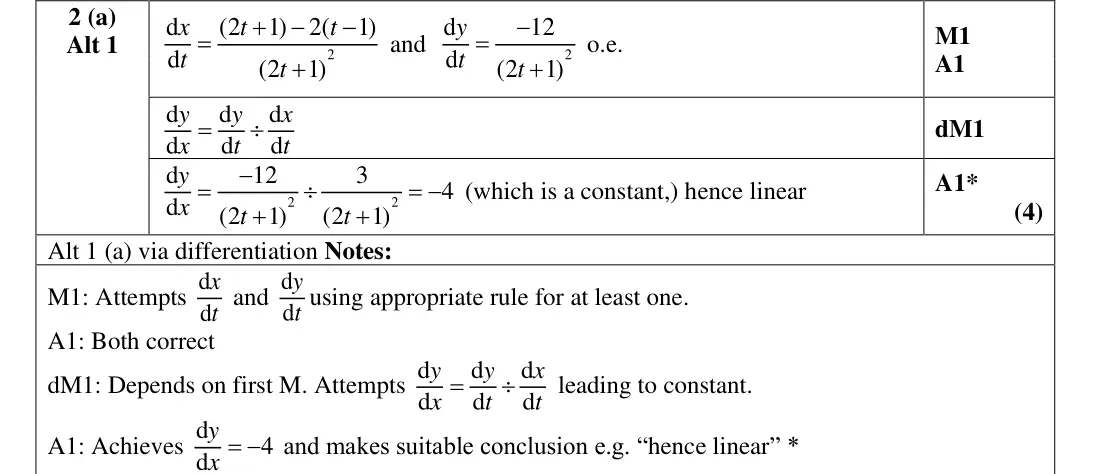 2 (a)
Alt 1
dx/dt = ((2t+1)−2(t−1))/(2t+1)² and dy/dt = −12/(2t+1)² o.e.
M1
A1
dy/dx = dy/dt ÷ dx/dt
dM1
dy/dx = −12/(2t+1)² ÷ 3/(2t+1)² = −4 (which is a constant,) hence linear
A1*
(4)
Alt 1 (a) via differentiation Notes:
M1: Attempts dx/dt and dy/dt using appropriate rule for at least one.
A1: Both correct
dM1: Depends on first M. Attempts dy/dx = dy/dt ÷ dx/dt leading to constant.
A1: Achieves dy/dx = −4 and makes suitable conclusion e.g. “hence linear” *